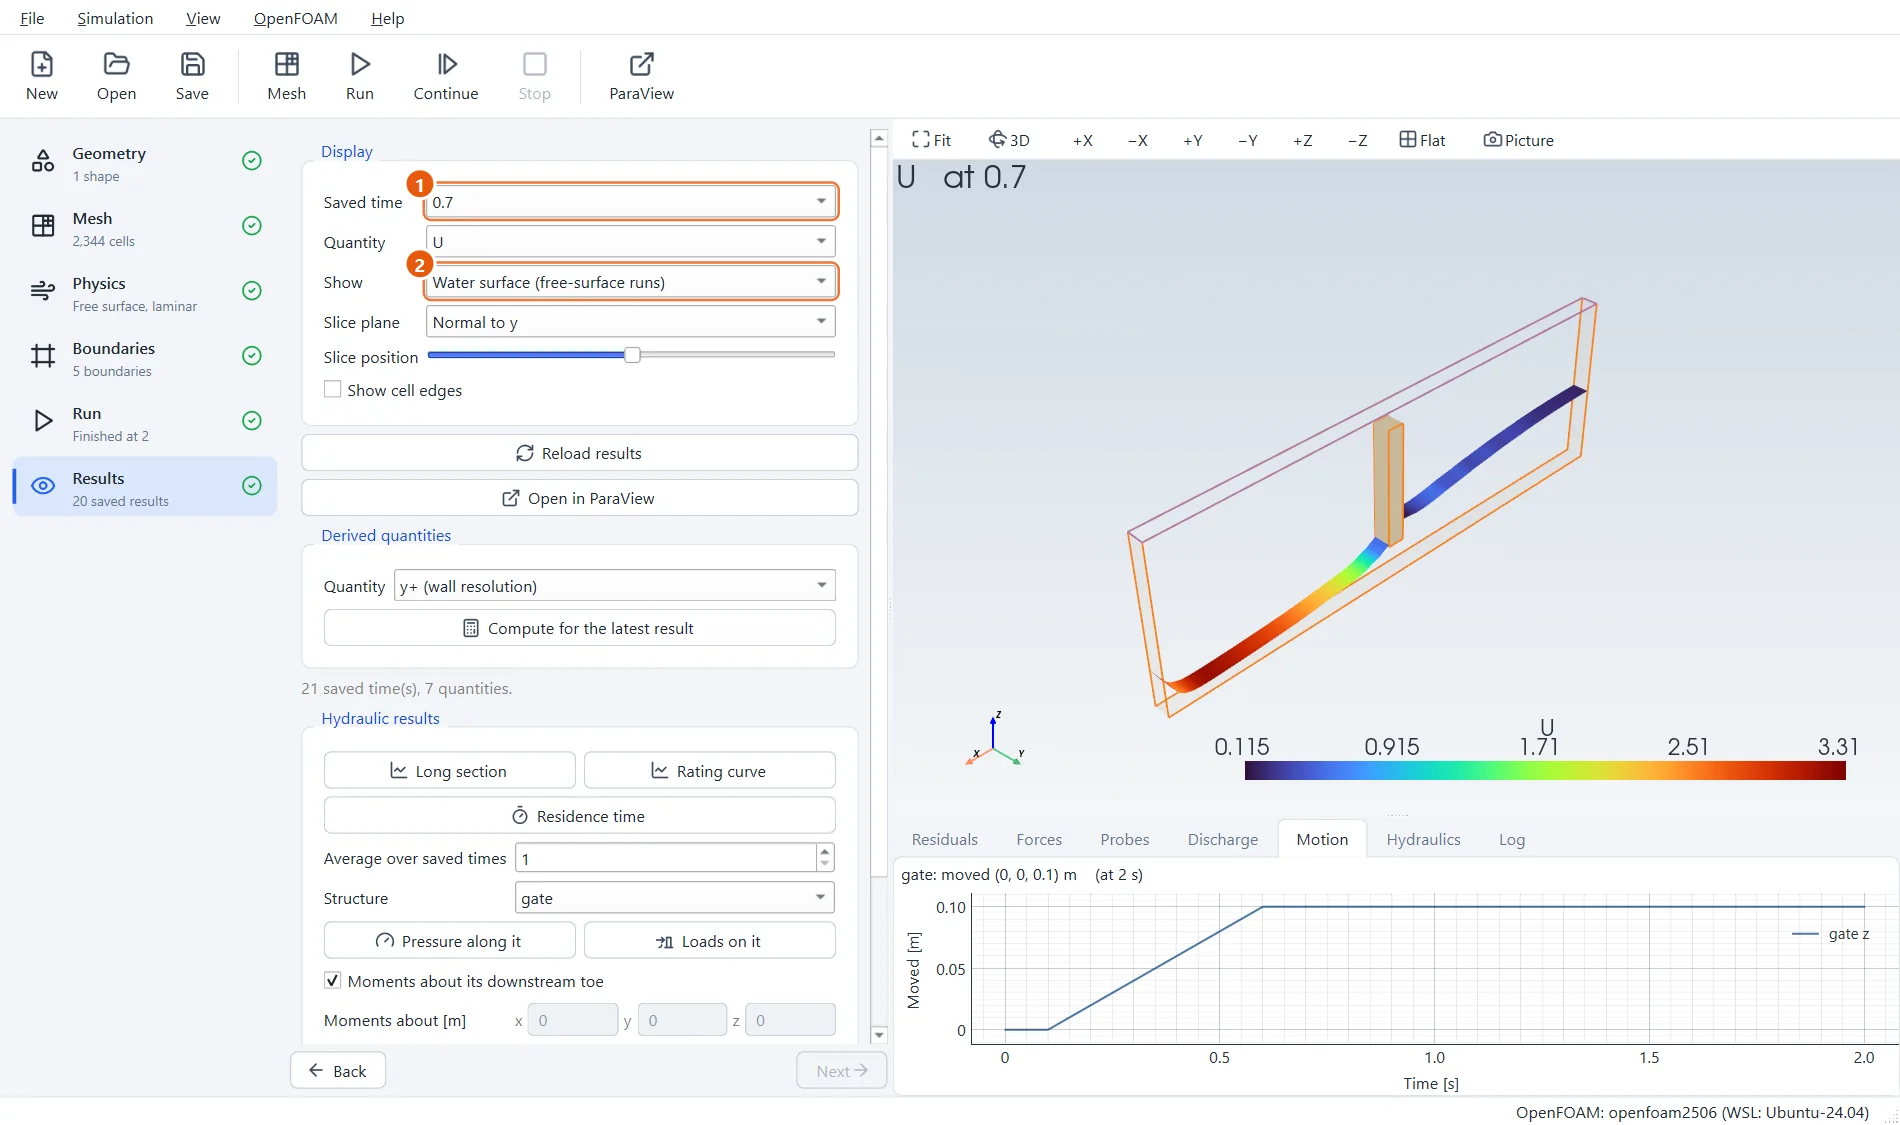 File Simulation View OpenFOAM Help
New Open Save Mesh Run Continue Stop ParaView
Geometry
1 shape
Mesh
2,344 cells
Physics
Free surface, laminar
Boundaries
5 boundaries
Run
Finished at 2
Results
20 saved results
Display
1
Saved time 0.7
Quantity U
2
Show Water surface (free-surface runs)
Slice plane Normal to y
Slice position
Show cell edges
Reload results
Open in ParaView
Derived quantities
Quantity y+ (wall resolution)
Compute for the latest result
21 saved time(s), 7 quantities.
Hydraulic results
Long section Rating curve
Residence time
Average over saved times 1
Structure gate
Pressure along it Loads on it
Moments about its downstream toe
Moments about [m] x 0 y 0 z 0
Back Next
Fit 3D +X −X +Y −Y +Z −Z Flat Picture
U at 0.7
z
x Y
U
0.115 0.915 1.71 2.51 3.31
Residuals Forces Probes Discharge Motion Hydraulics Log
gate: moved (0, 0, 0.1) m (at 2 s)
0.10
0.05
0
Moved [m]
gate z
0 0.5 1.0 1.5 2.0
Time [s]
OpenFOAM: openfoam2506 (WSL: Ubuntu-24.04)